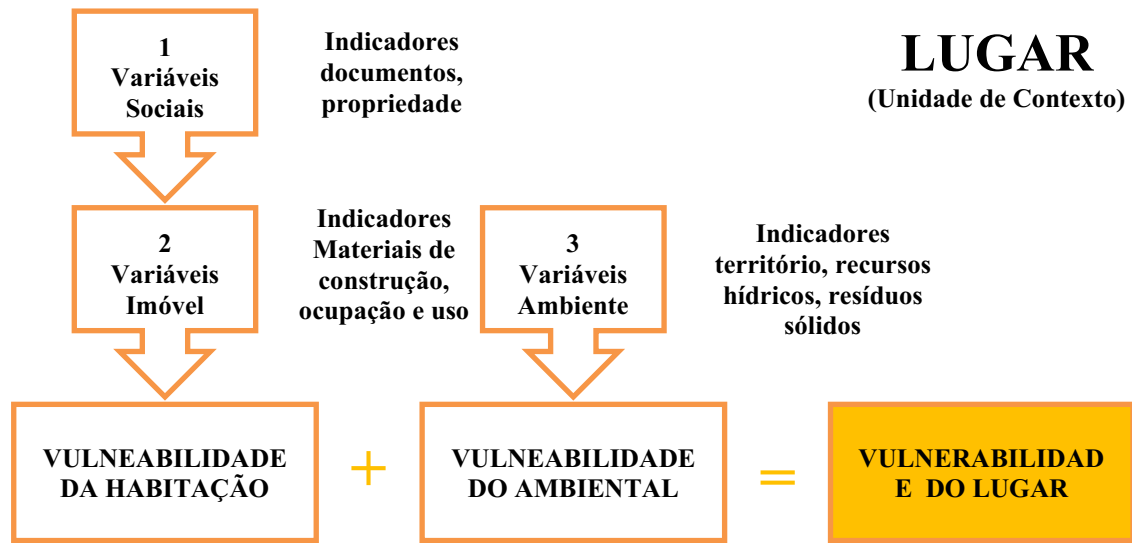 1
Variáveis
Sociais
Indicadores
documentos,
propriedade
LUGAR
(Unidade de Contexto)
2
Variáveis
Imóvel
Indicadores
Materiais de
construção,
ocupação e uso
3
Variáveis
Ambiente
Indicadores
território, recursos
hídricos, resíduos
sólidos
VULNEABILIDADE
DA HABITAÇÃO
+
VULNEABILIDADE
DO AMBIENTAL
=
VULNERABILIDAD
E DO LUGAR